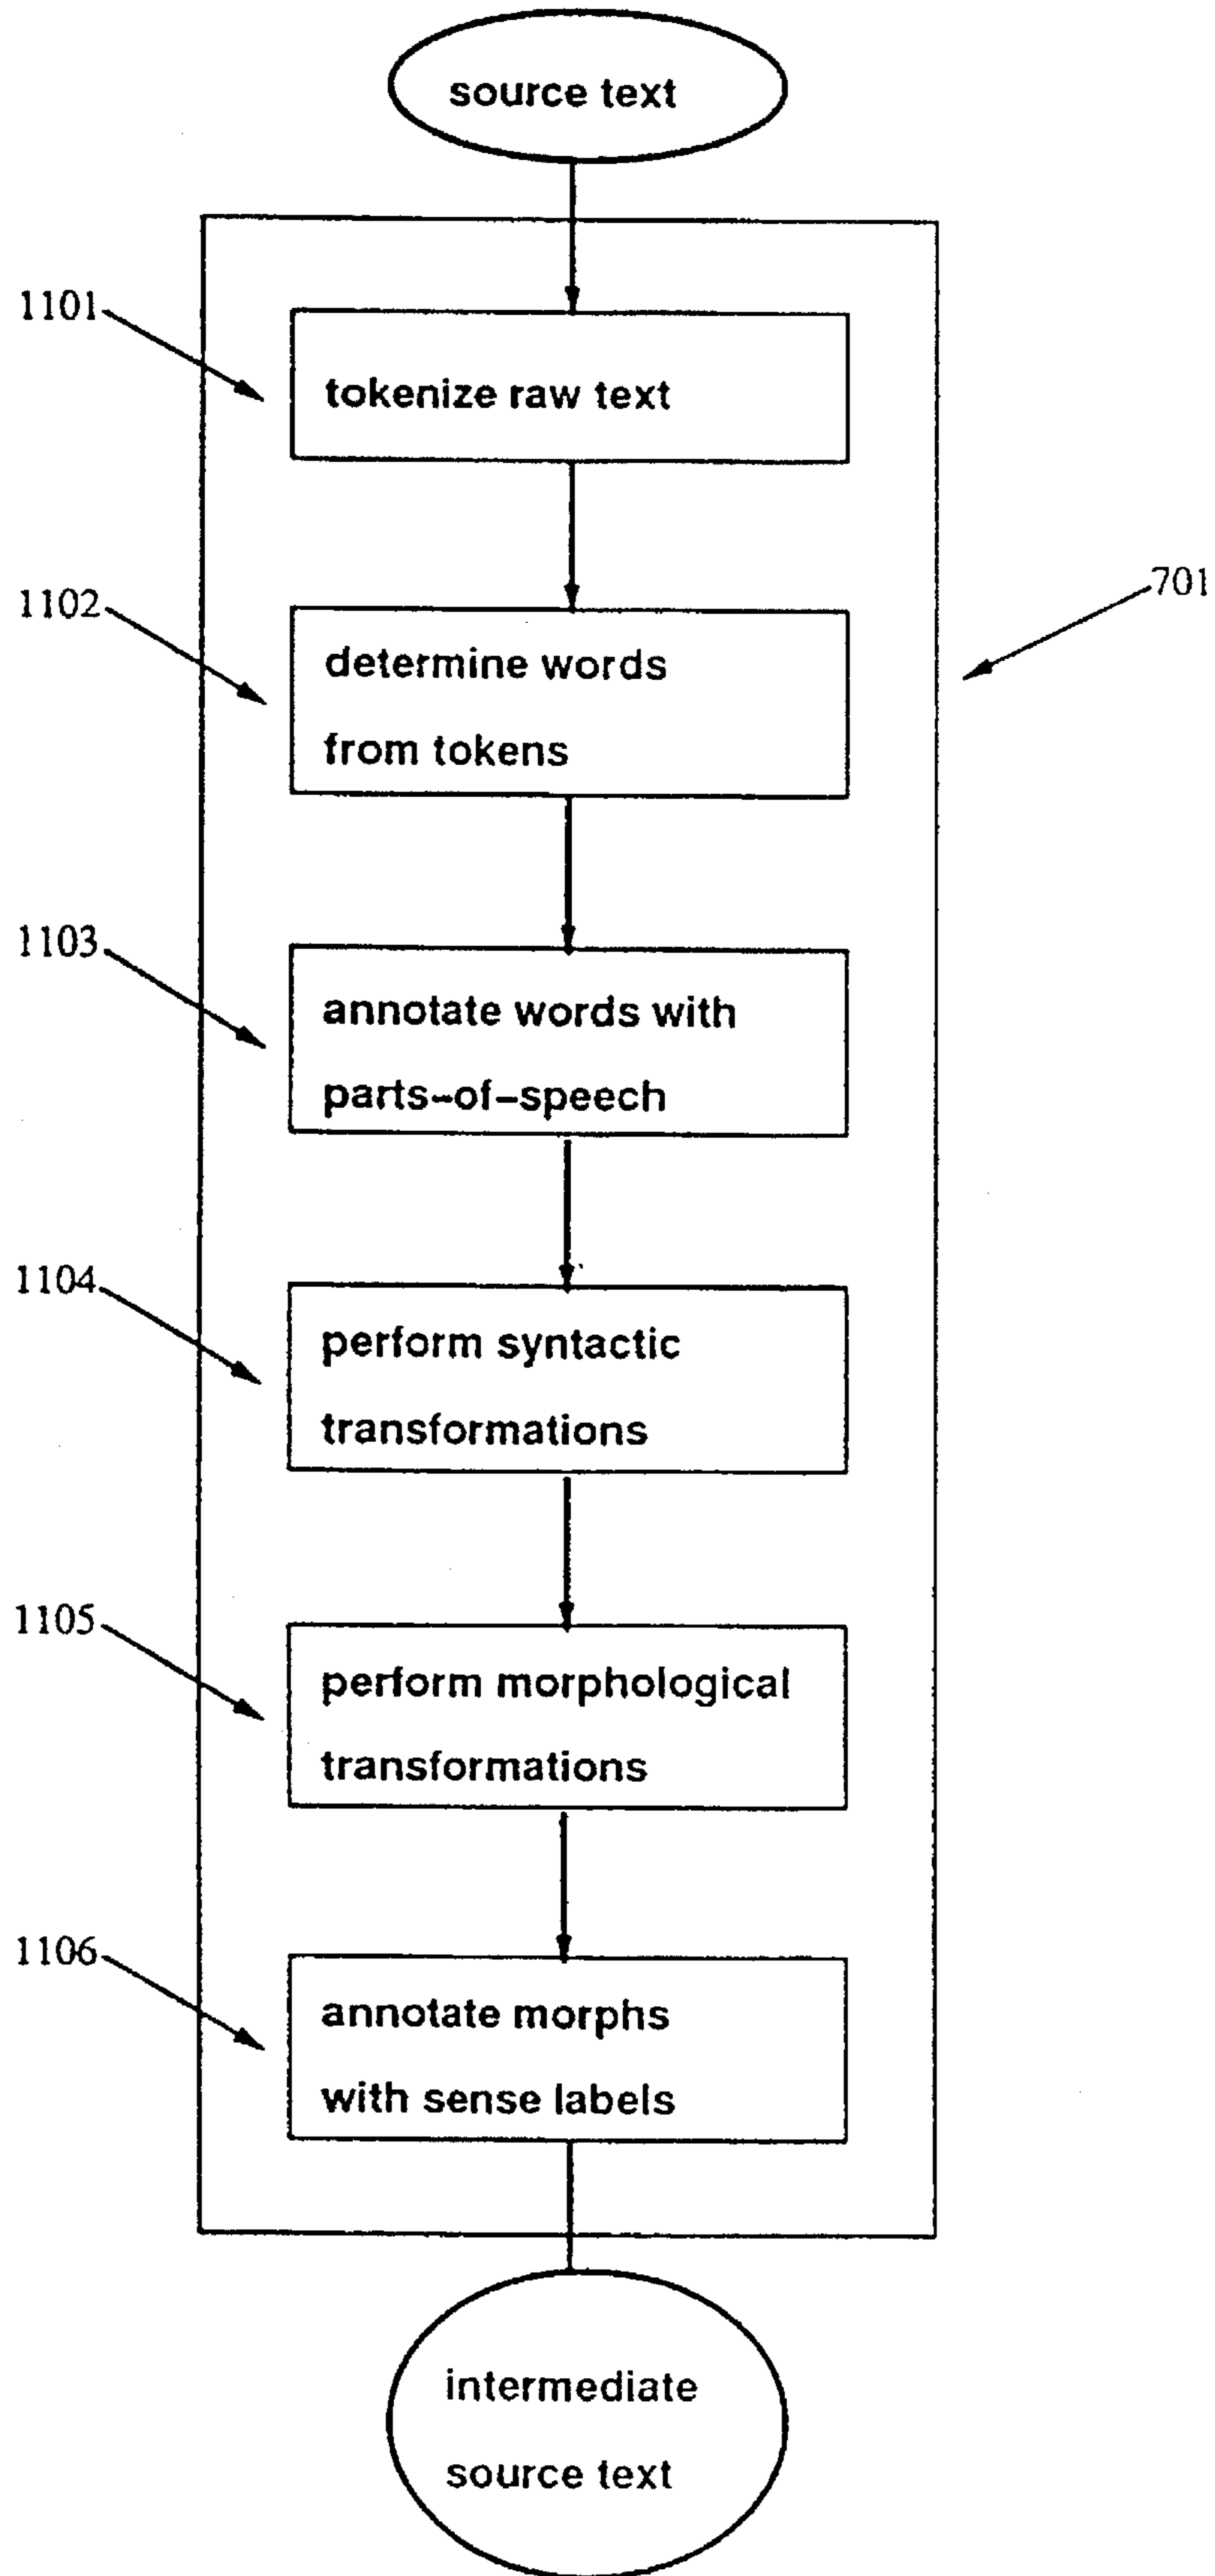 source text
1101
tokenize raw text
701
1102
determine words
from tokens
1103
annotate words with
parts-of-speech
1104
perform syntactic
transformations
1105
perform morphological
transformations
1106
annotate morphs
with sense labels
intermediate
source text